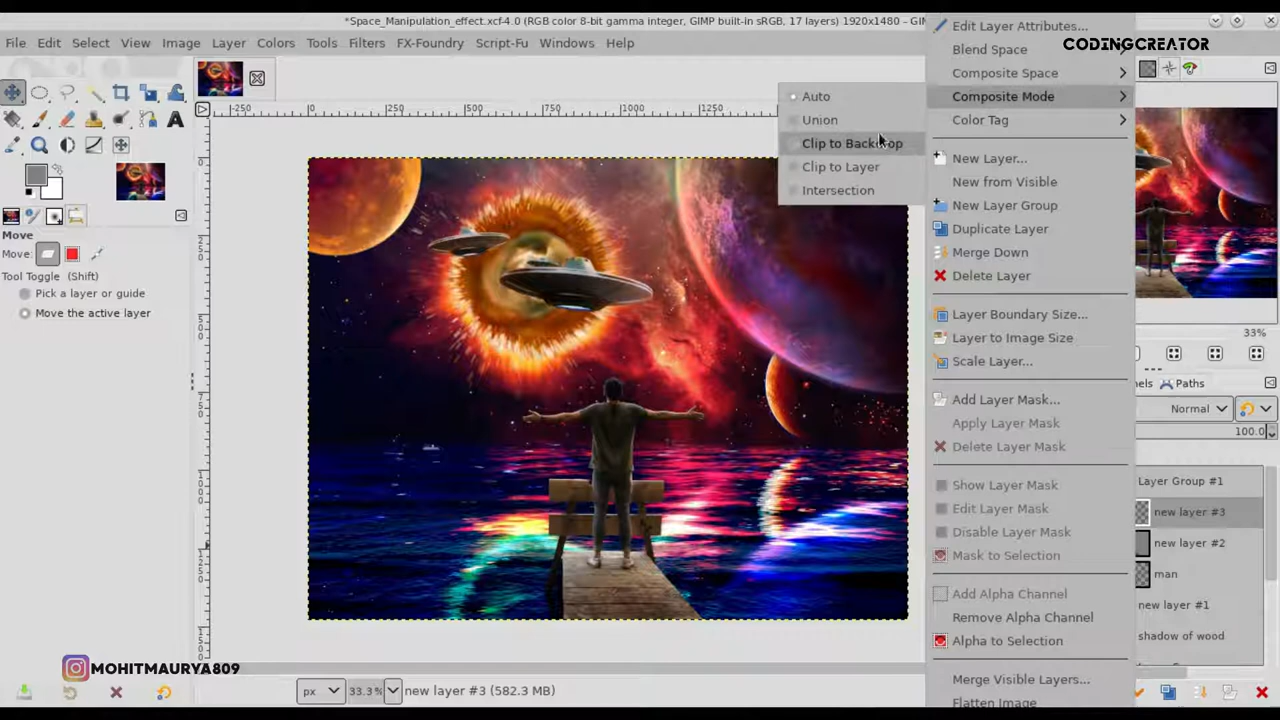 *Space_Manipulation_effect.xcf-4.0 (RGB color 8-bit gamma integer, GIMP built-in sRGB, 17 layers) 1920x1480 – GIM
File Edit Select View Image Layer Colors Tools Filters FX-Foundry Script-Fu Windows Help
CODINGCREATOR
-250 0 250 500 750 1000 1250
Move
Move:
Tool Toggle (Shift)
Pick a layer or guide
Move the active layer
Auto
Union
Clip to Backdrop
Clip to Layer
Intersection
Edit Layer Attributes...
Blend Space
Composite Space
Composite Mode
Color Tag
New Layer...
New from Visible
New Layer Group
Duplicate Layer
Merge Down
Delete Layer
Layer Boundary Size...
Layer to Image Size
Scale Layer...
Add Layer Mask...
Apply Layer Mask
Delete Layer Mask
Show Layer Mask
Edit Layer Mask
Disable Layer Mask
Mask to Selection
Add Alpha Channel
Remove Alpha Channel
Alpha to Selection
Merge Visible Layers...
Flatten Image
33%
nels Paths
Normal
100.0
Layer Group #1
new layer #3
new layer #2
man
new layer #1
shadow of wood
MOHITMAURYA809
px 33.3% new layer #3 (582.3 MB)